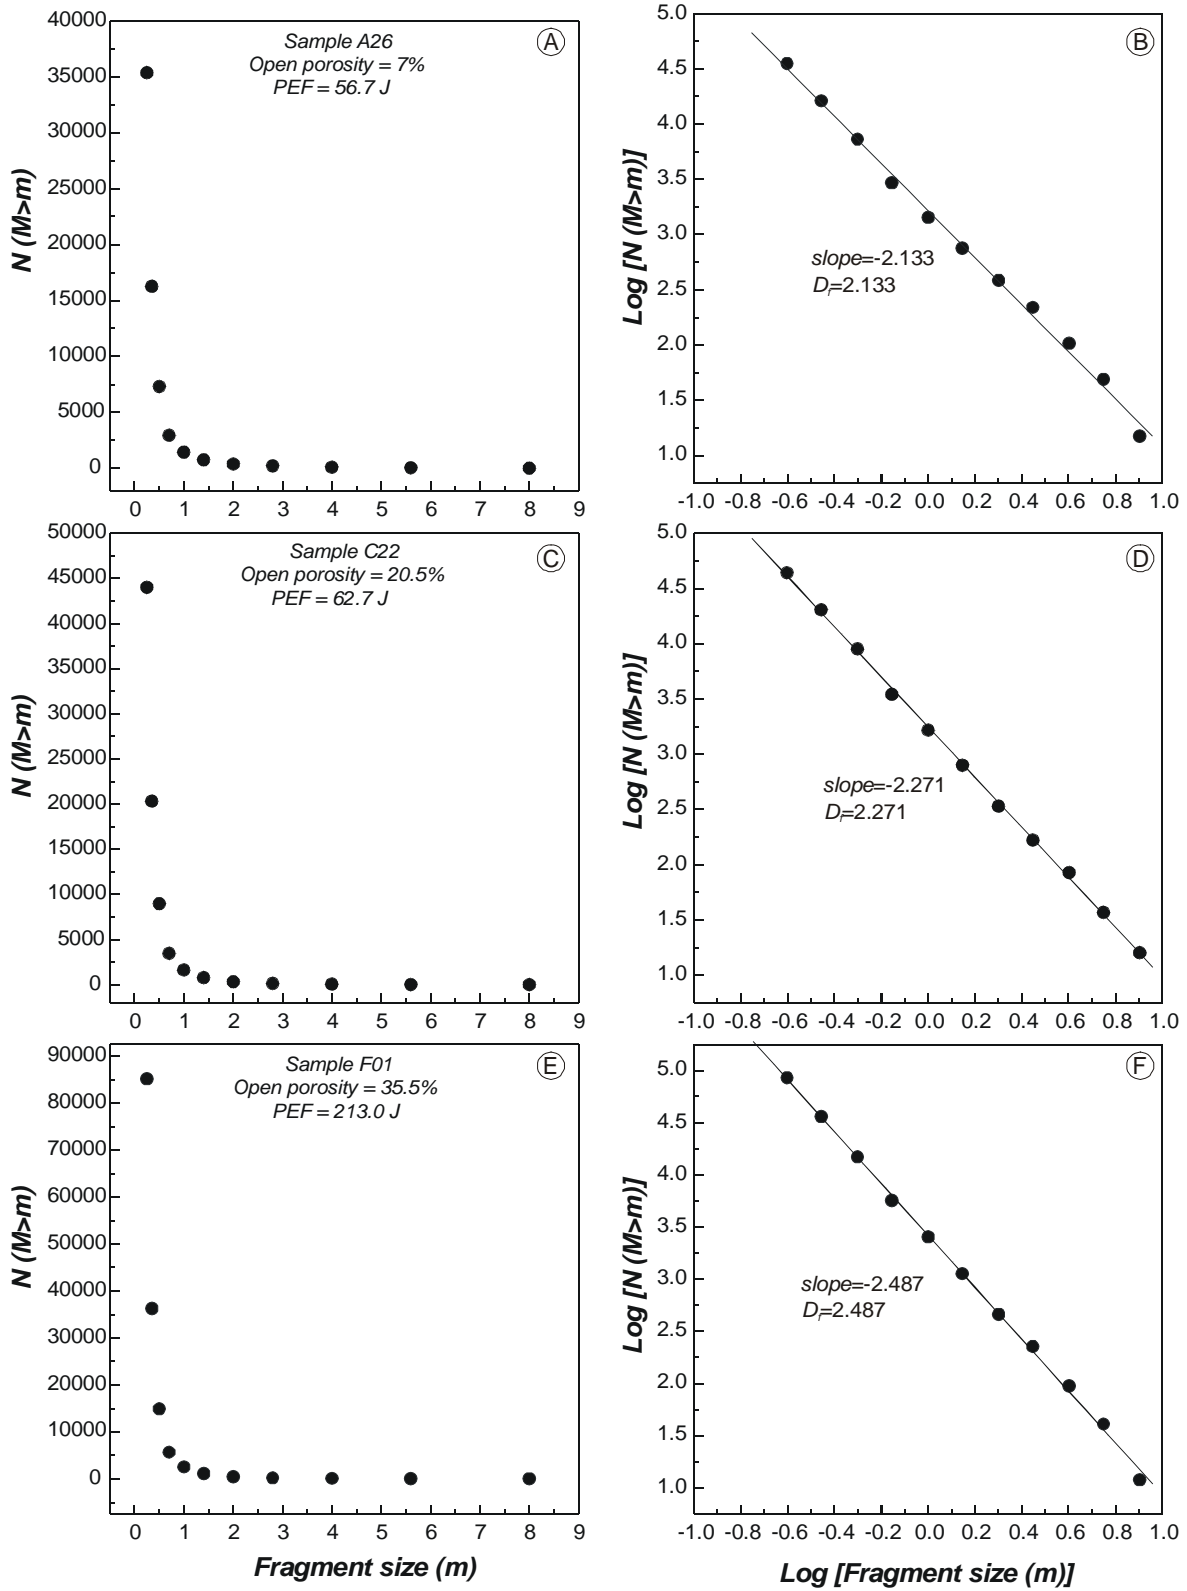 Sample A26
Open porosity = 7%
PEF = 56.7 J
A
40000
35000
30000
25000
20000
15000
10000
5000
0
N (M>m)
0 1 2 3 4 5 6 7 8 9
B
5.0
4.5
4.0
3.5
3.0
2.5
2.0
1.5
1.0
Log [N (M>m)]
slope=-2.133
Df=2.133
-1.0 -0.8 -0.6 -0.4 -0.2 0.0 0.2 0.4 0.6 0.8 1.0
Sample C22
Open porosity = 20.5%
PEF = 62.7 J
C
50000
45000
40000
35000
30000
25000
20000
15000
10000
5000
0
N (M>m)
0 1 2 3 4 5 6 7 8 9
D
5.0
4.5
4.0
3.5
3.0
2.5
2.0
1.5
1.0
Log [N (M>m)]
slope=-2.271
Df=2.271
-1.0 -0.8 -0.6 -0.4 -0.2 0.0 0.2 0.4 0.6 0.8 1.0
Sample F01
Open porosity = 35.5%
PEF = 213.0 J
E
90000
80000
70000
60000
50000
40000
30000
20000
10000
0
N (M>m)
0 1 2 3 4 5 6 7 8 9
Fragment size (m)
F
5.0
4.5
4.0
3.5
3.0
2.5
2.0
1.5
1.0
Log [N (M>m)]
slope=-2.487
Df=2.487
-1.0 -0.8 -0.6 -0.4 -0.2 0.0 0.2 0.4 0.6 0.8 1.0
Log [Fragment size (m)]